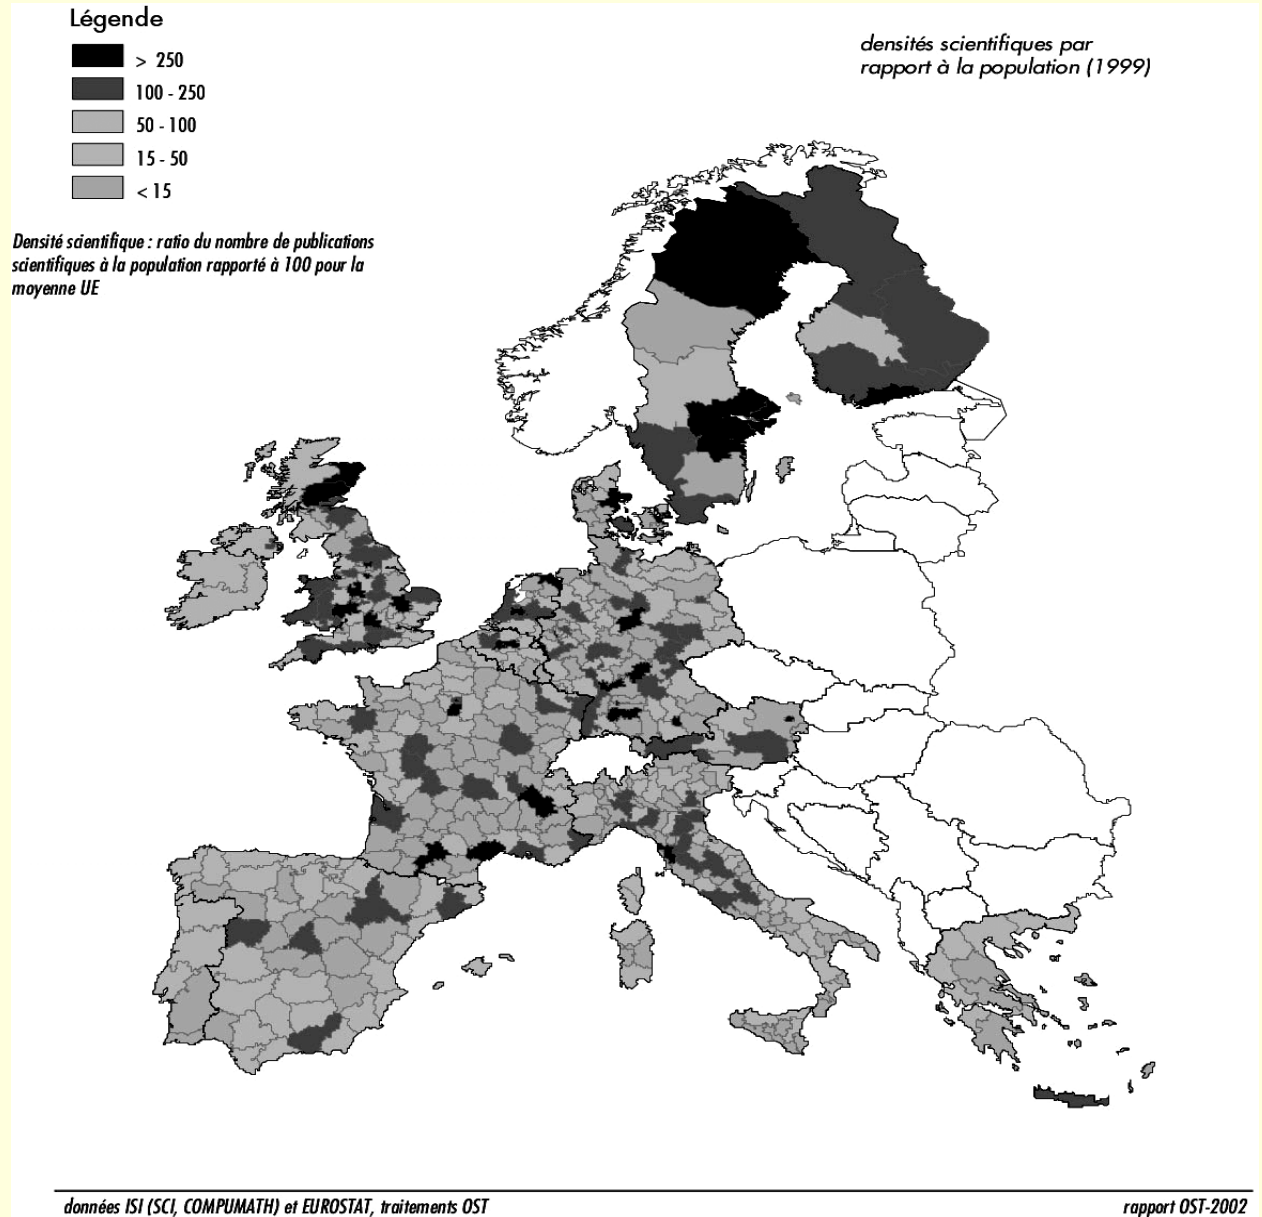 Légende
> 250
100 - 250
50 - 100
15 - 50
< 15
densités scientifiques par
rapport à la population (1999)
Densité scientifique : ratio du nombre de publications
scientifiques à la population rapporté à 100 pour la
moyenne UE
données ISI (SCI, COMPUMATH) et EUROSTAT, traitements OST
rapport OST-2002